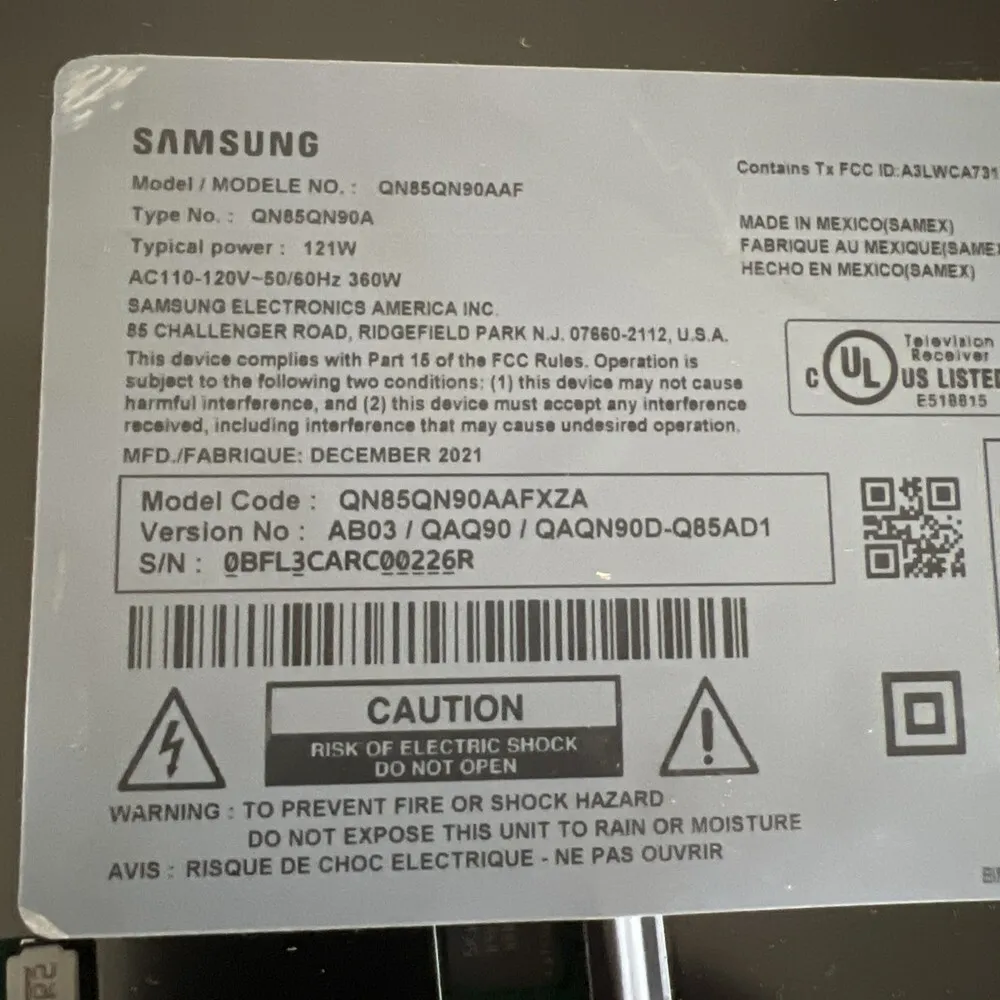 SAMSUNG
Model / MODELE NO. : QN85QN90AAF
Type No. : QN85QN90A
Typical power : 121W
AC110-120V~50/60Hz 360W
SAMSUNG ELECTRONICS AMERICA INC.
85 CHALLENGER ROAD, RIDGEFIELD PARK N.J. 07660-2112, U.S.A.
This device complies with Part 15 of the FCC Rules. Operation is
subject to the following two conditions: (1) this device may not cause
harmful interference, and (2) this device must accept any interference
received, including interference that may cause undesired operation.
MFD./FABRIQUE: DECEMBER 2021
Contains Tx FCC ID:A3LWCA731
MADE IN MEXICO(SAMEX)
FABRIQUE AU MEXIQUE(SAMEX
HECHO EN MEXICO(SAMEX)
Television
Receiver
C UL US LISTED
E518815
Model Code : QN85QN90AAFXZA
Version No : AB03 / QAQ90 / QAQN90D-Q85AD1
S/N : 0BFL3CARC00226R
CAUTION
RISK OF ELECTRIC SHOCK
DO NOT OPEN
WARNING : TO PREVENT FIRE OR SHOCK HAZARD
DO NOT EXPOSE THIS UNIT TO RAIN OR MOISTURE
AVIS : RISQUE DE CHOC ELECTRIQUE - NE PAS OUVRIR
R2